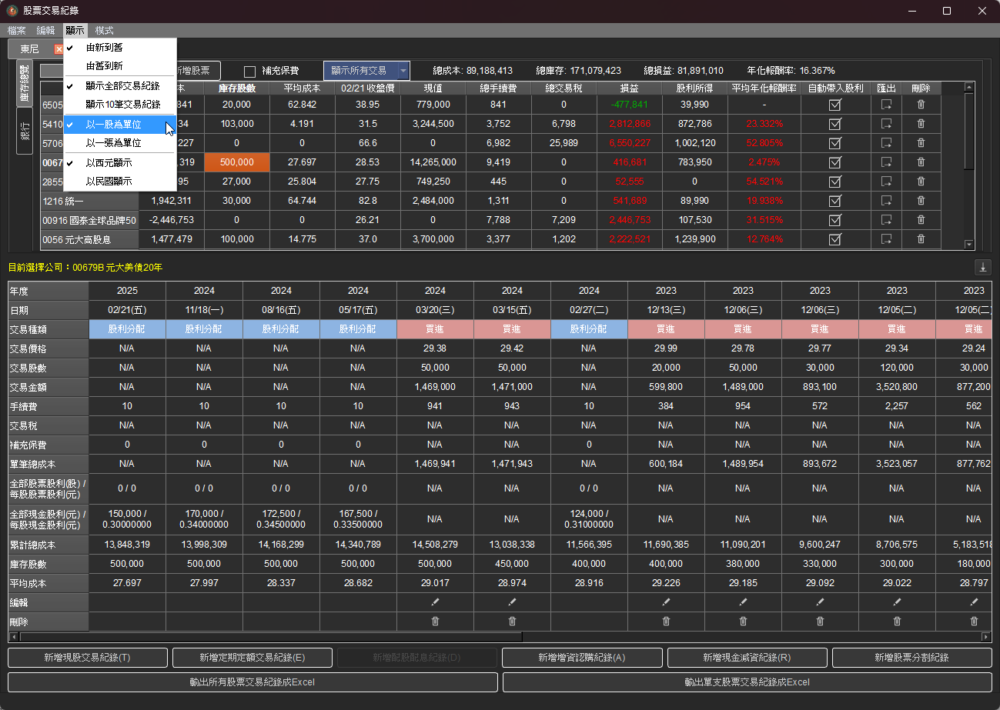 股票交易紀錄
檔案 編輯 顯示 模式
東尼
由新到舊
由舊到新
顯示全部交易紀錄
顯示10筆交易紀錄
以一股為單位
以一張為單位
以西元顯示
以民國顯示
庫存總覽
銀行
新增股票 補充保費 顯示所有交易 總成本: 89,188,413 總庫存: 171,079,423 總損益: 81,891,010 年化報酬率: 16.367%
本 庫存股數 平均成本 02/21 收盤價 現值 總手續費 總交易稅 損益 股利所得 平均年化報酬率 自動帶入股利 匯出 刪除
6505 841 20,000 62.842 38.95 779,000 841 0 -477,841 39,990 -
5410 34 103,000 4.191 31.5 3,244,500 3,752 6,798 2,812,866 872,786 23.332%
5706 227 0 0 66.6 0 6,982 25,989 6,550,227 1,002,120 52.805%
0067 319 500,000 27.697 28.53 14,265,000 9,419 0 416,681 783,950 2.475%
2855 95 27,000 25.804 27.75 749,250 445 0 52,555 0 54.521%
1216 統一 1,942,311 30,000 64.744 82.8 2,484,000 1,311 0 541,689 89,990 19.938%
00916 國泰全球品牌50 -2,446,753 0 0 26.21 0 7,788 7,209 2,446,753 107,530 31.515%
0056 元大高股息 1,477,479 100,000 14.775 37.0 3,700,000 3,377 1,202 2,222,521 1,239,900 12.764%
目前選擇公司：00679B 元大美債20年
年度 2025 2024 2024 2024 2024 2024 2024 2023 2023 2023 2023 2023
日期 02/21(五) 11/18(一) 08/16(五) 05/17(五) 03/20(三) 03/15(五) 02/27(二) 12/13(三) 12/06(三) 12/06(三) 12/05(二) 12/05(二
交易種類 股利分配 股利分配 股利分配 股利分配 買進 買進 股利分配 買進 買進 買進 買進 買進
交易價格 N/A N/A N/A N/A 29.38 29.42 N/A 29.99 29.78 29.77 29.34 29.24
交易股數 N/A N/A N/A N/A 50,000 50,000 N/A 20,000 50,000 30,000 120,000 30,000
交易金額 N/A N/A N/A N/A 1,469,000 1,471,000 N/A 599,800 1,489,000 893,100 3,520,800 877,200
手續費 10 10 10 10 941 943 10 384 954 572 2,257 562
交易稅 N/A N/A N/A N/A N/A N/A N/A N/A N/A N/A N/A N/A
補充保費 0 0 0 0 N/A N/A 0 N/A N/A N/A N/A N/A
單筆總成本 N/A N/A N/A N/A 1,469,941 1,471,943 N/A 600,184 1,489,954 893,672 3,523,057 877,762
全部股票股利(股) / 每股股票股利(元) 0 / 0 0 / 0 0 / 0 0 / 0 N/A N/A 0 / 0 N/A N/A N/A N/A N/A
全部現金股利(元) / 每股現金股利(元) 150,000 / 0.30000000 170,000 / 0.34000000 172,500 / 0.34500000 167,500 / 0.33500000 N/A N/A 124,000 / 0.31000000 N/A N/A N/A N/A N/A
累計總成本 13,848,319 13,998,309 14,168,299 14,340,789 14,508,279 13,038,338 11,566,395 11,690,385 11,090,201 9,600,247 8,706,575 5,183,518
庫存股數 500,000 500,000 500,000 500,000 500,000 450,000 400,000 400,000 380,000 330,000 300,000 180,000
平均成本 27.697 27.997 28.337 28.682 29.017 28.974 28.916 29.226 29.185 29.092 29.022 28.797
編輯
刪除
新增現股交易紀錄(T) 新增定期定額交易紀錄(E) 新增配股配息紀錄(D) 新增增資認購紀錄(A) 新增現金減資紀錄(R) 新增股票分割紀錄
輸出所有股票交易紀錄成Excel 輸出單支股票交易紀錄成Excel